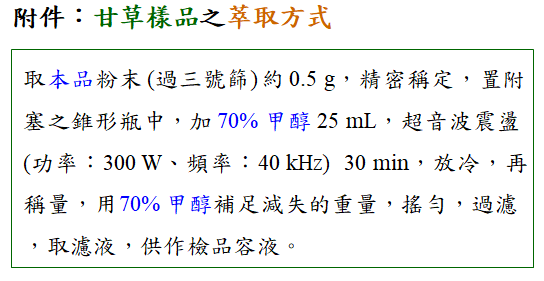 附件：甘草樣品之萃取方式
取本品粉末 (過三號篩) 約 0.5 g，精密稱定，置附
塞之錐形瓶中，加 70% 甲醇 25 mL，超音波震盪
(功率：300 W、頻率：40 kHz) 30 min，放冷，再
稱量，用 70% 甲醇補足減失的重量，搖勻，過濾
，取濾液，供作檢品容液。